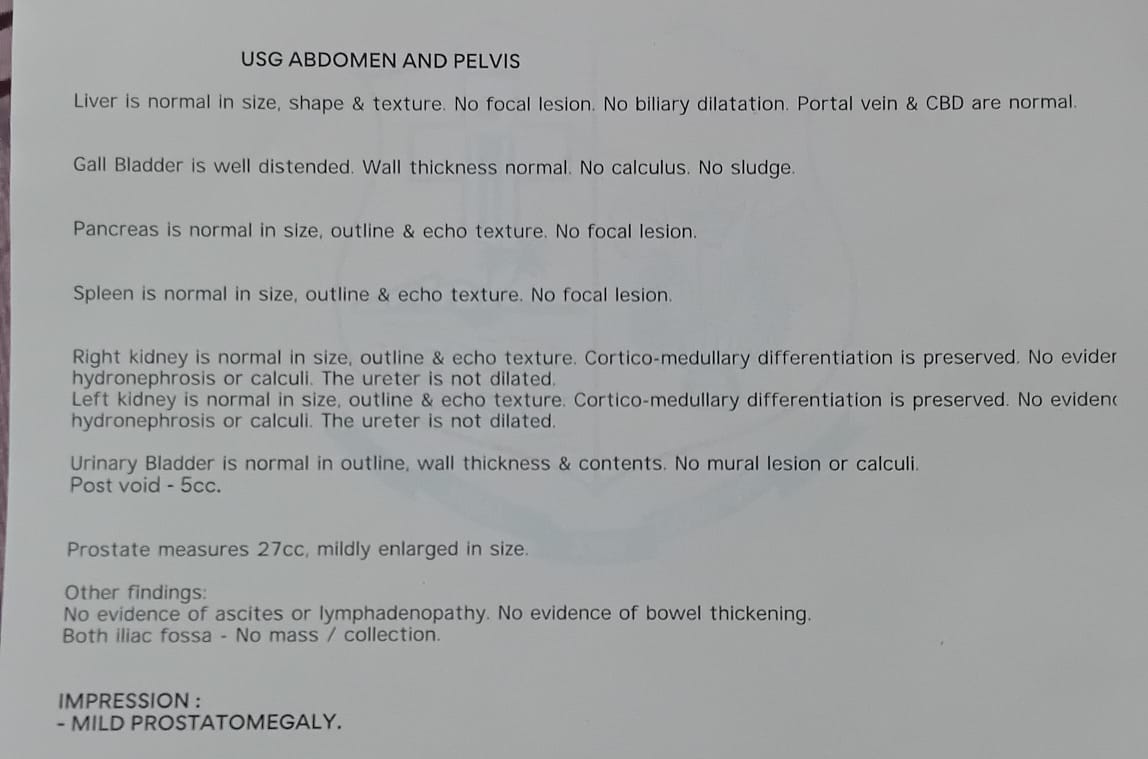 USG ABDOMEN AND PELVIS
Liver is normal in size, shape & texture. No focal lesion. No biliary dilatation. Portal vein & CBD are normal.
Gall Bladder is well distended. Wall thickness normal. No calculus. No sludge.
Pancreas is normal in size, outline & echo texture. No focal lesion.
Spleen is normal in size, outline & echo texture. No focal lesion.
Right kidney is normal in size, outline & echo texture. Cortico-medullary differentiation is preserved. No eviden
hydronephrosis or calculi. The ureter is not dilated.
Left kidney is normal in size, outline & echo texture. Cortico-medullary differentiation is preserved. No evidenc
hydronephrosis or calculi. The ureter is not dilated.
Urinary Bladder is normal in outline, wall thickness & contents. No mural lesion or calculi.
Post void - 5cc.
Prostate measures 27cc, mildly enlarged in size.
Other findings:
No evidence of ascites or lymphadenopathy. No evidence of bowel thickening.
Both iliac fossa - No mass / collection.
IMPRESSION :
- MILD PROSTATOMEGALY.